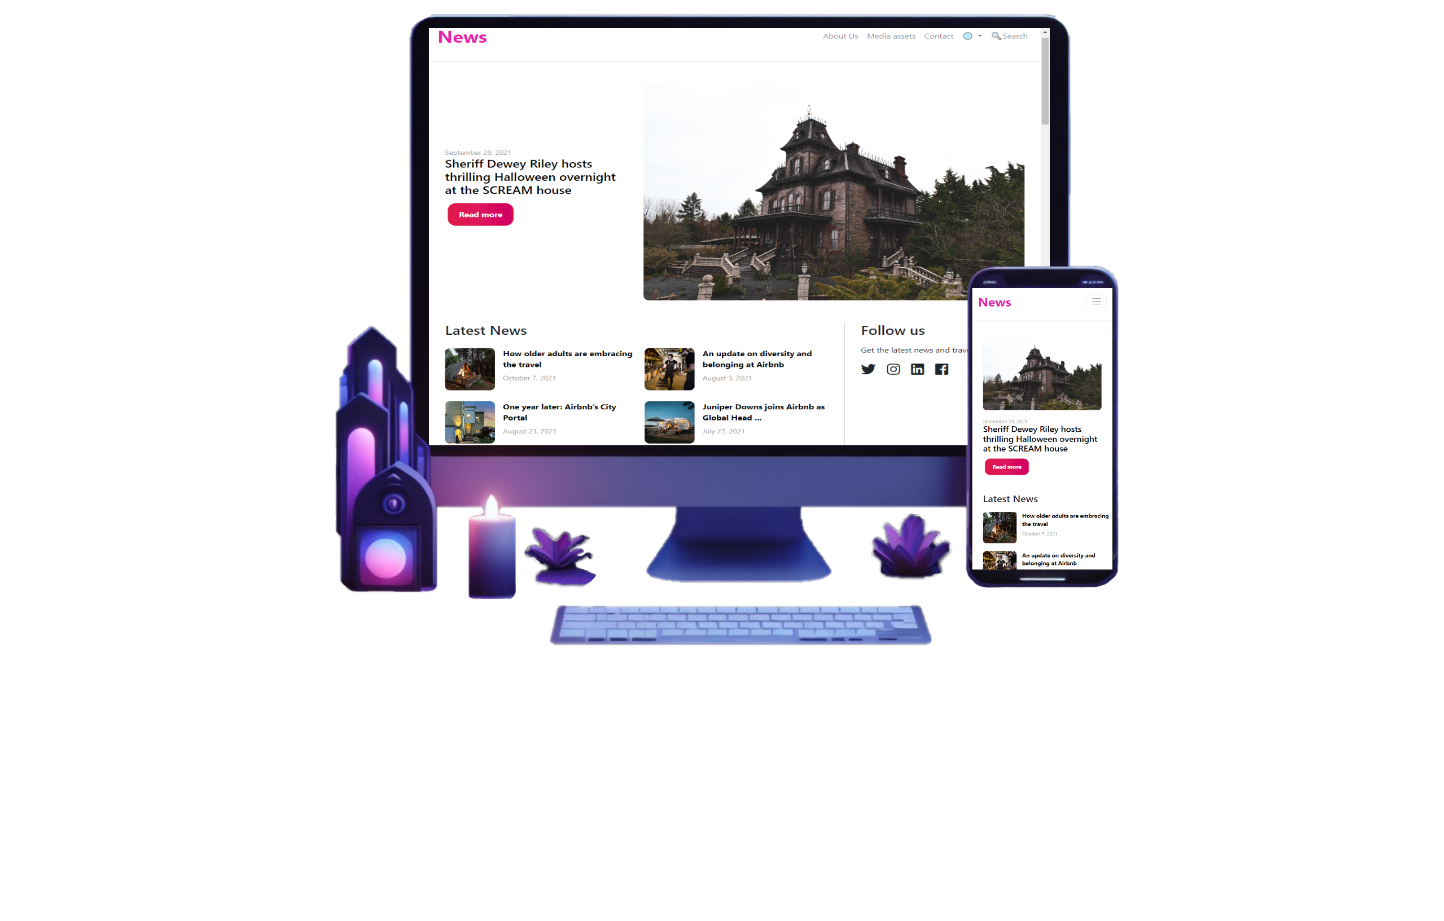 News
About Us Media assets Contact Search
September 29, 2021
Sheriff Dewey Riley hosts
thrilling Halloween overnight
at the SCREAM house
Read more
Latest News
How older adults are embracing
the travel
October 7, 2021
An update on diversity and
belonging at Airbnb
August 3, 2021
One year later: Airbnb's City
Portal
August 23, 2021
Juniper Downs joins Airbnb as
Global Head ...
July 27, 2021
Follow us
Get the latest news and
News
September 29, 2021
Sheriff Dewey Riley hosts
thrilling Halloween overnight
at the SCREAM house
Read more
Latest News
How older adults are embracing
the travel
October 7, 2021
An update on diversity and
belonging at Airbnb